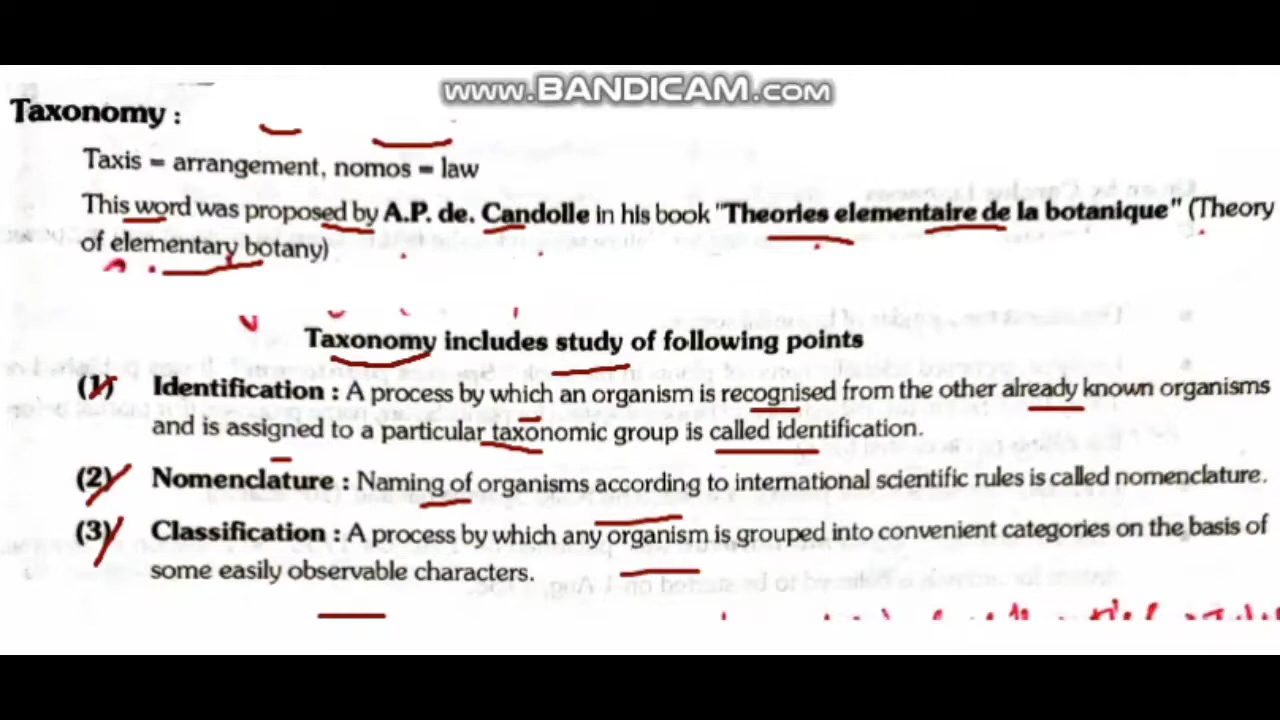 www.BANDICAM.com
Taxonomy :
Taxis = arrangement, nomos = law
This word was proposed by A.P. de. Candolle in his book "Theories elementaire de la botanique" (Theory
of elementary botany)
Taxonomy includes study of following points
(1) Identification : A process by which an organism is recognised from the other already known organisms
and is assigned to a particular taxonomic group is called identification.
(2) Nomenclature : Naming of organisms according to international scientific rules is called nomenclature.
(3) Classification : A process by which any organism is grouped into convenient categories on the basis of
some easily observable characters.